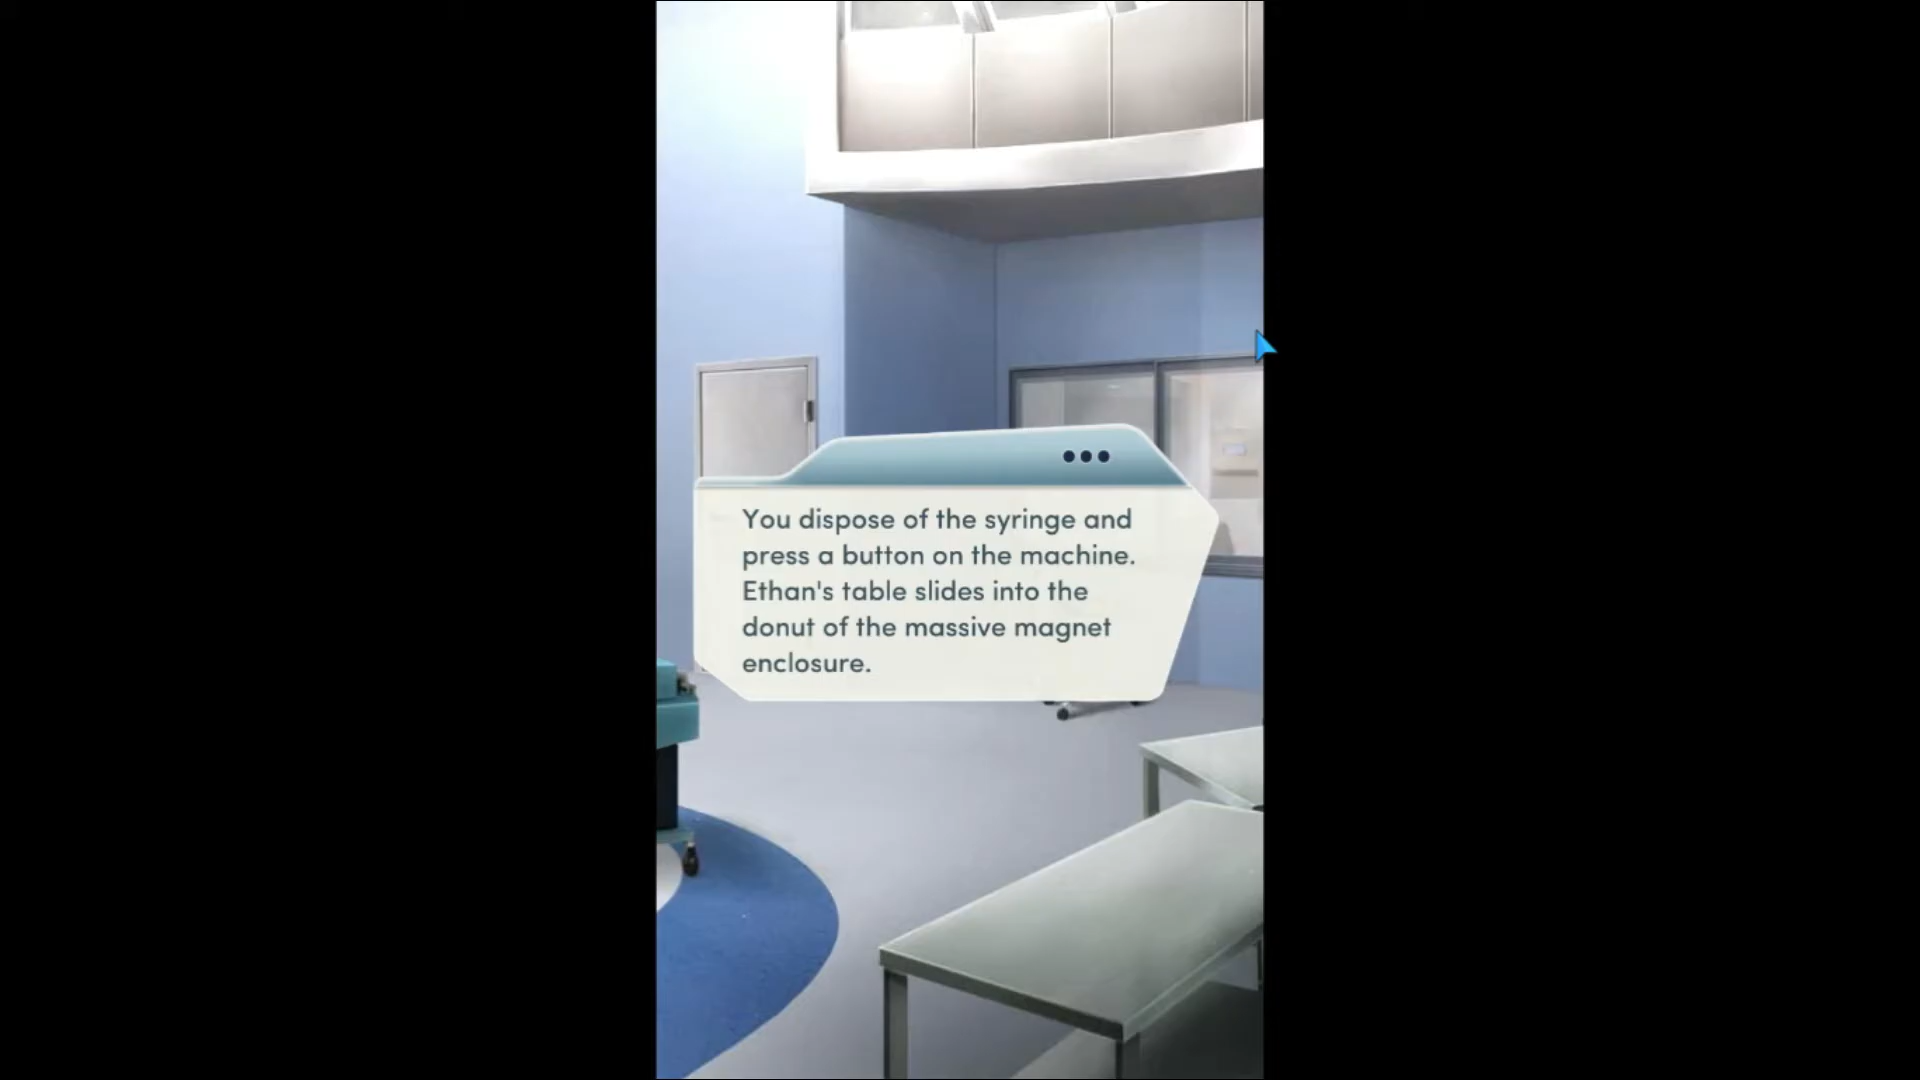 You dispose of the syringe and
press a button on the machine.
Ethan's table slides into the
donut of the massive magnet
enclosure.